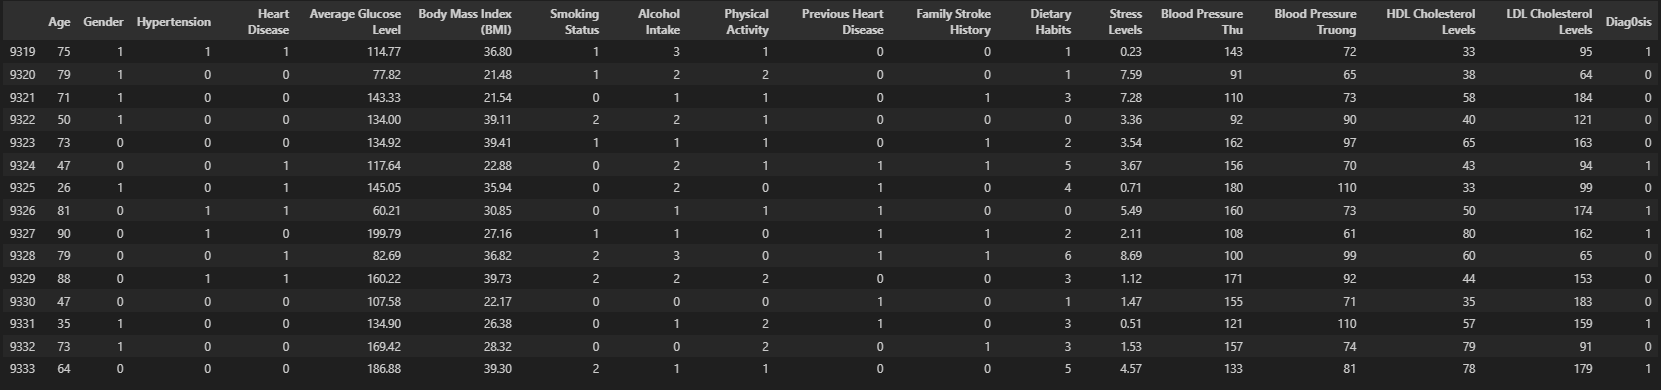 Age Gender Hypertension Heart Disease Average Glucose Level Body Mass Index (BMI) Smoking Status Alcohol Intake Physical Activity Previous Heart Disease Family Stroke History Dietary Habits Stress Levels Blood Pressure Thu Blood Pressure Truong HDL Cholesterol Levels LDL Cholesterol Levels Diag0sis
9319 75 1 1 1 114.77 36.80 1 3 1 0 0 1 0.23 143 72 33 95 1
9320 79 1 0 0 77.82 21.48 1 2 2 0 0 1 7.59 91 65 38 64 0
9321 71 1 0 0 143.33 21.54 0 1 1 0 1 3 7.28 110 73 58 184 0
9322 50 1 0 0 134.00 39.11 2 2 1 0 0 0 3.36 92 90 40 121 0
9323 73 0 0 0 134.92 39.41 1 1 1 0 1 2 3.54 162 97 65 163 0
9324 47 0 0 1 117.64 22.88 0 2 1 1 1 5 3.67 156 70 43 94 1
9325 26 1 0 1 145.05 35.94 0 2 0 1 0 4 0.71 180 110 33 99 0
9326 81 0 1 1 60.21 30.85 0 1 1 1 0 0 5.49 160 73 50 174 1
9327 90 0 1 0 199.79 27.16 1 1 0 1 1 2 2.11 108 61 80 162 1
9328 79 0 0 1 82.69 36.82 2 3 0 1 1 6 8.69 100 99 60 65 0
9329 88 0 1 1 160.22 39.73 2 2 2 0 0 3 1.12 171 92 44 153 0
9330 47 0 0 0 107.58 22.17 0 0 0 1 0 1 1.47 155 71 35 183 0
9331 35 1 0 0 134.90 26.38 0 1 2 1 0 3 0.51 121 110 57 159 1
9332 73 1 0 0 169.42 28.32 0 0 2 0 1 3 1.53 157 74 79 91 0
9333 64 0 0 0 186.88 39.30 2 1 1 0 0 5 4.57 133 81 78 179 1